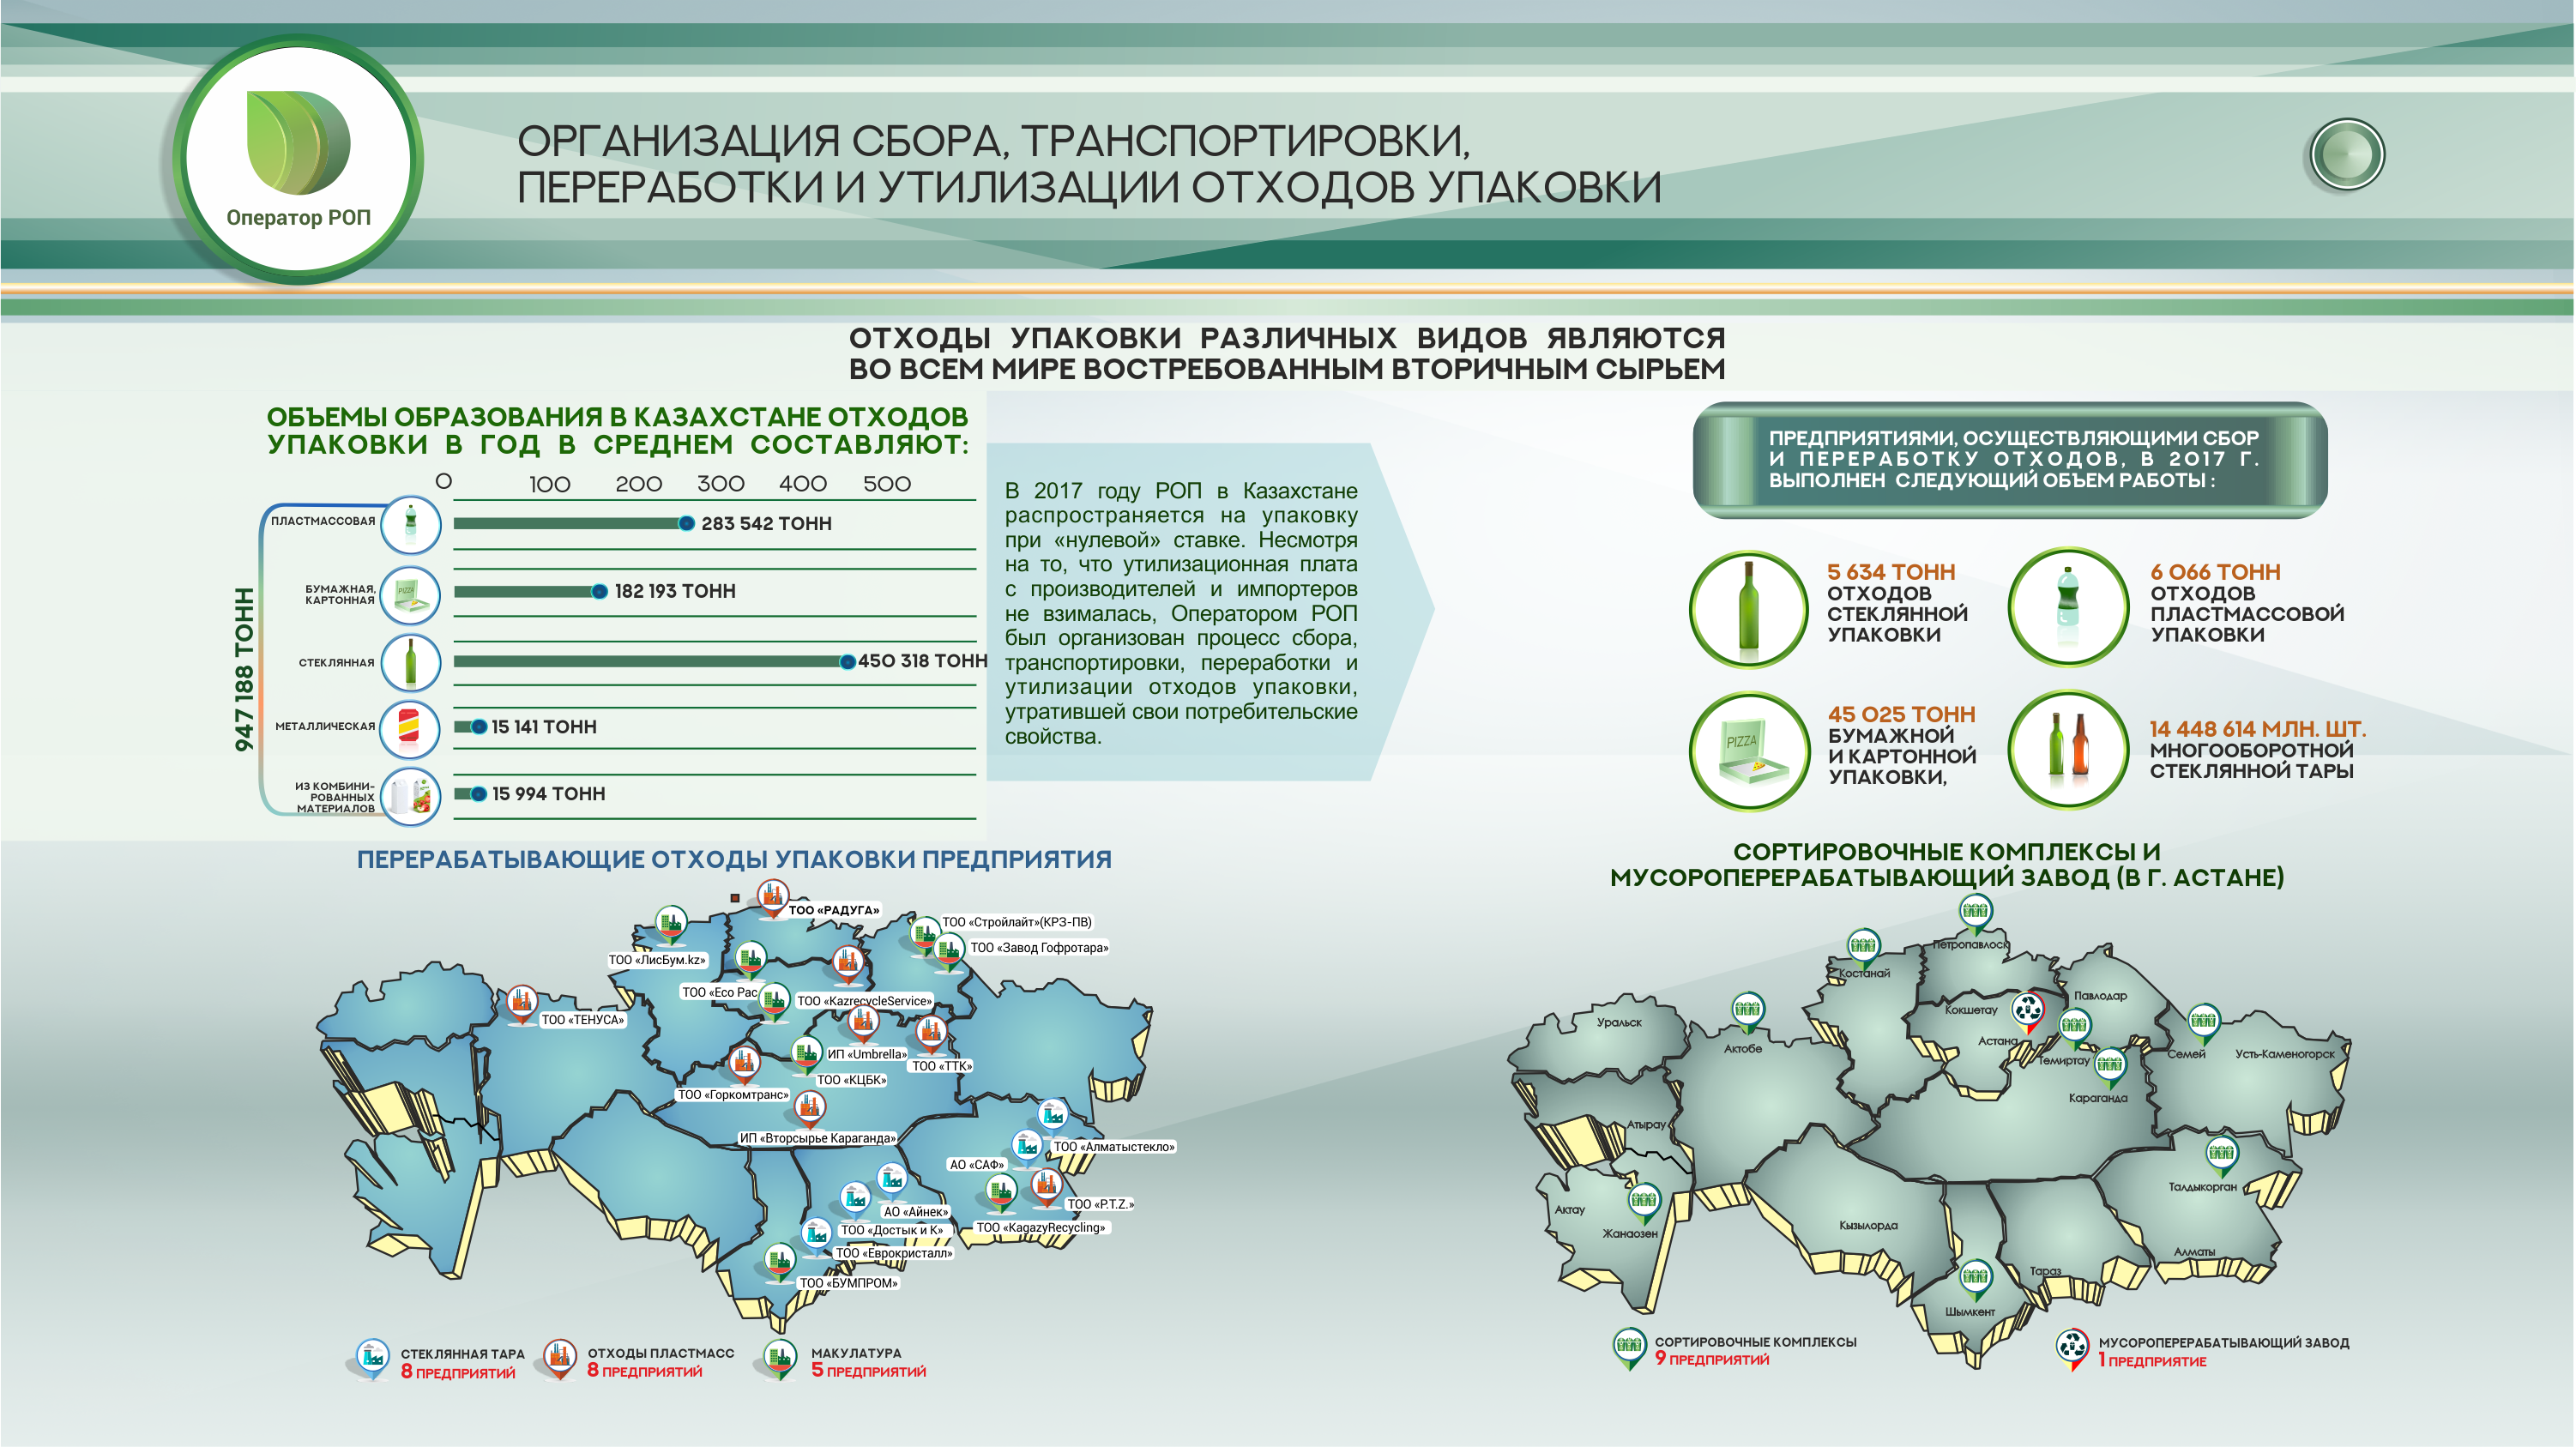 Оператор РОП
ОРГАНИЗАЦИЯ СБОРА, ТРАНСПОРТИРОВКИ,
ПЕРЕРАБОТКИ И УТИЛИЗАЦИИ ОТХОДОВ УПАКОВКИ
ОТХОДЫ УПАКОВКИ РАЗЛИЧНЫХ ВИДОВ ЯВЛЯЮТСЯ
ВО ВСЕМ МИРЕ ВОСТРЕБОВАННЫМ ВТОРИЧНЫМ СЫРЬЕМ
ОБЪЕМЫ ОБРАЗОВАНИЯ В КАЗАХСТАНЕ ОТХОДОВ
УПАКОВКИ В ГОД В СРЕДНЕМ СОСТАВЛЯЮТ:
0 100 200 300 400 500
947 188 ТОНН
ПЛАСТМАССОВАЯ
283 542 ТОНН
БУМАЖНАЯ,
КАРТОННАЯ
PIZZA
182 193 ТОНН
СТЕКЛЯННАЯ
450 318 ТОНН
МЕТАЛЛИЧЕСКАЯ
15 141 ТОНН
ИЗ КОМБИНИ-
РОВАННЫХ
МАТЕРИАЛОВ
15 994 ТОНН
В 2017 году РОП в Казахстане
распространяется на упаковку
при «нулевой» ставке. Несмотря
на то, что утилизационная плата
с производителей и импортеров
не взималась, Оператором РОП
был организован процесс сбора,
транспортировки, переработки и
утилизации отходов упаковки,
утратившей свои потребительские
свойства.
ПРЕДПРИЯТИЯМИ, ОСУЩЕСТВЛЯЮЩИМИ СБОР
И ПЕРЕРАБОТКУ ОТХОДОВ, В 2017 Г.
ВЫПОЛНЕН СЛЕДУЮЩИЙ ОБЪЕМ РАБОТЫ :
5 634 ТОНН
ОТХОДОВ
СТЕКЛЯННОЙ
УПАКОВКИ
6 066 ТОНН
ОТХОДОВ
ПЛАСТМАССОВОЙ
УПАКОВКИ
PIZZA
45 025 ТОНН
БУМАЖНОЙ
И КАРТОННОЙ
УПАКОВКИ,
14 448 614 МЛН. ШТ.
МНОГООБОРОТНОЙ
СТЕКЛЯННОЙ ТАРЫ
ПЕРЕРАБАТЫВАЮЩИЕ ОТХОДЫ УПАКОВКИ ПРЕДПРИЯТИЯ
ТОО «РАДУГА»
ТОО «Стройлайт»(КРЗ-ПВ)
ТОО «Завод Гофротара»
ТОО «ЛисБум.kz»
ТОО «Eco Pac
ТОО «KazrecycleService»
ТОО «ТЕНУСА»
ИП «Umbrella»
ТОО «ТТК»
ТОО «КЦБК»
ТОО «Горкомтранс»
ИП «Вторсырье Караганда»
ТОО «Алматыстекло»
АО «САФ»
ТОО «P.T.Z.»
АО «Айнек»
ТОО «KagazyRecycling»
ТОО «Достык и К»
ТОО «Еврокристалл»
ТОО «БУМПРОМ»
СТЕКЛЯННАЯ ТАРА
8 ПРЕДПРИЯТИЙ
ОТХОДЫ ПЛАСТМАСС
8 ПРЕДПРИЯТИЙ
МАКУЛАТУРА
5 ПРЕДПРИЯТИЙ
СОРТИРОВОЧНЫЕ КОМПЛЕКСЫ И
МУСОРОПЕРЕРАБАТЫВАЮЩИЙ ЗАВОД (В Г. АСТАНЕ)
Петропавлоск
Костанай
Павлодар
Кокшетау
Уральск
Астана
Актобе
Темиртау
Семей
Усть-Каменогорск
Караганда
Атырау
Талдыкорган
Актау
Кызылорда
Жанаозен
Алматы
Тараз
Шымкент
СОРТИРОВОЧНЫЕ КОМПЛЕКСЫ
9 ПРЕДПРИЯТИЙ
МУСОРОПЕРЕРАБАТЫВАЮЩИЙ ЗАВОД
1 ПРЕДПРИЯТИЕ